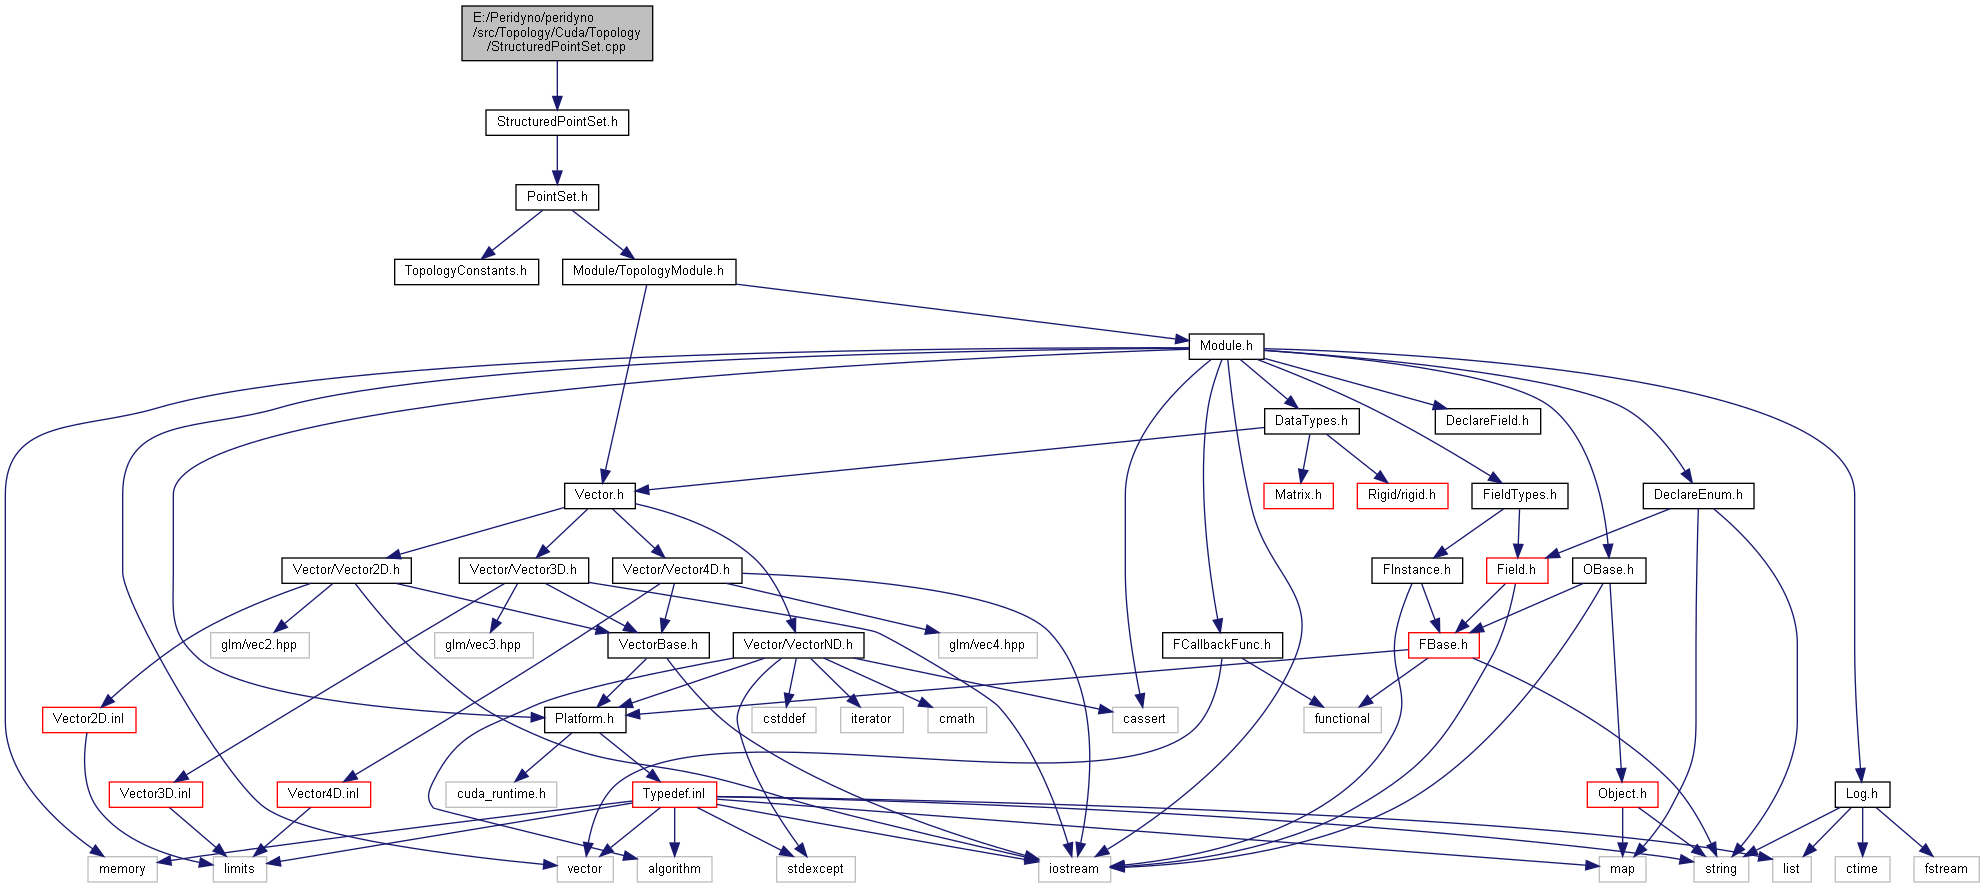 E:/Peridyno/peridyno
/src/Topology/Cuda/Topology
/StructuredPointSet.cpp
StructuredPointSet.h
PointSet.h
TopologyConstants.h
Module/TopologyModule.h
Module.h
DataTypes.h
DeclareField.h
Vector.h
Matrix.h
Rigid/rigid.h
FieldTypes.h
DeclareEnum.h
Vector/Vector2D.h
Vector/Vector3D.h
Vector/Vector4D.h
FInstance.h
Field.h
OBase.h
glm/vec2.hpp
glm/vec3.hpp
VectorBase.h
Vector/VectorND.h
glm/vec4.hpp
FCallbackFunc.h
FBase.h
Vector2D.inl
Platform.h
cstddef
iterator
cmath
cassert
functional
Vector3D.inl
Vector4D.inl
cuda_runtime.h
Typedef.inl
Object.h
Log.h
memory
limits
vector
algorithm
stdexcept
iostream
map
string
list
ctime
fstream